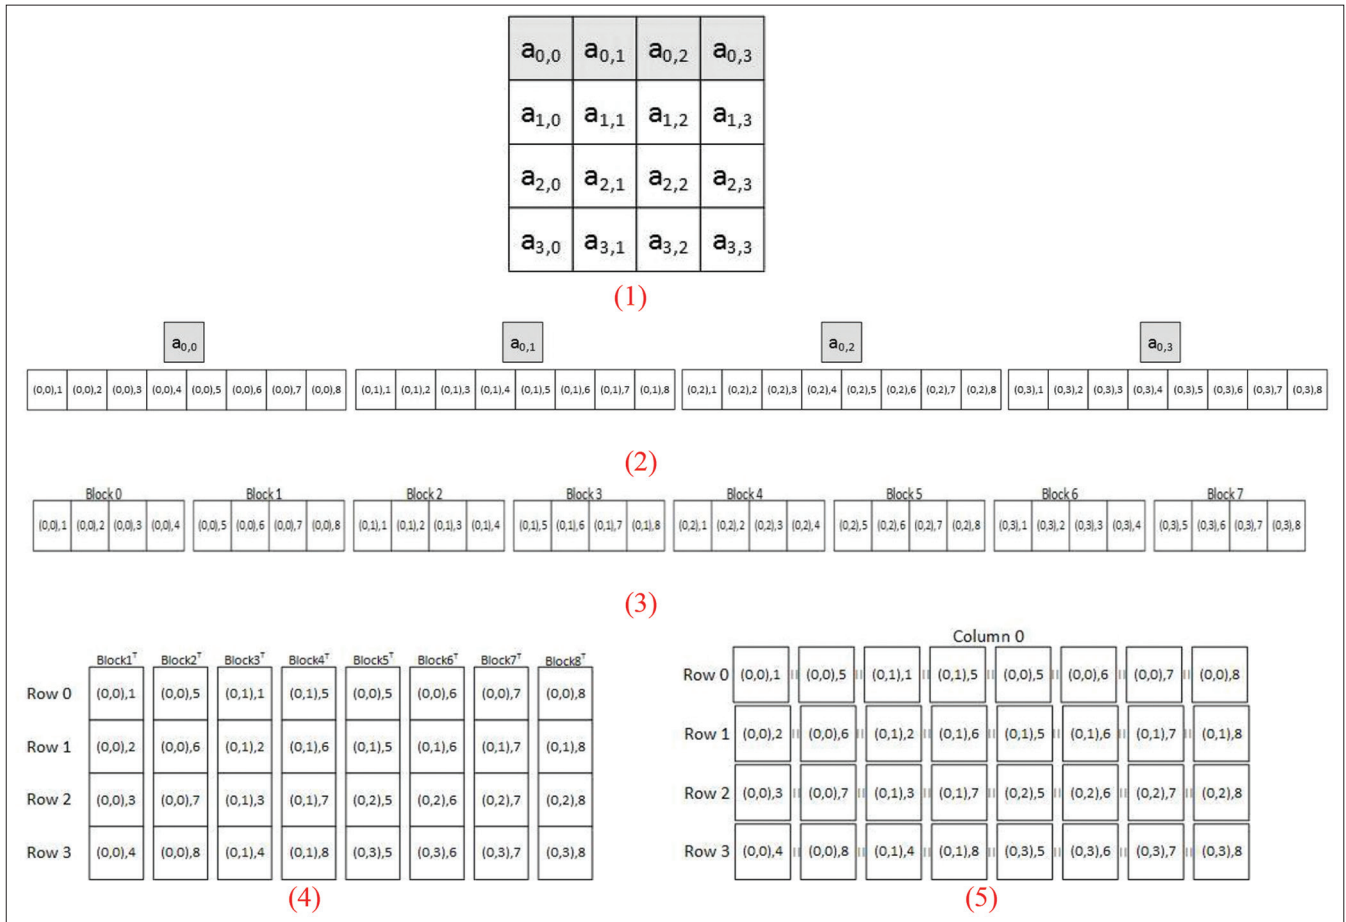 a0,0 a0,1 a0,2 a0,3
a1,0 a1,1 a1,2 a1,3
a2,0 a2,1 a2,2 a2,3
a3,0 a3,1 a3,2 a3,3
(1)
a0,0 a0,1 a0,2 a0,3
(0,0),1 (0,0),2 (0,0),3 (0,0),4 (0,0),5 (0,0),6 (0,0),7 (0,0),8 (0,1),1 (0,1),2 (0,1),3 (0,1),4 (0,1),5 (0,1),6 (0,1),7 (0,1),8 (0,2),1 (0,2),2 (0,2),3 (0,2),4 (0,2),5 (0,2),6 (0,2),7 (0,2),8 (0,3),1 (0,3),2 (0,3),3 (0,3),4 (0,3),5 (0,3),6 (0,3),7 (0,3),8
(2)
Block 0 Block 1 Block 2 Block 3 Block 4 Block 5 Block 6 Block 7
(0,0),1 (0,0),2 (0,0),3 (0,0),4 (0,0),5 (0,0),6 (0,0),7 (0,0),8 (0,1),1 (0,1),2 (0,1),3 (0,1),4 (0,1),5 (0,1),6 (0,1),7 (0,1),8 (0,2),1 (0,2),2 (0,2),3 (0,2),4 (0,2),5 (0,2),6 (0,2),7 (0,2),8 (0,3),1 (0,3),2 (0,3),3 (0,3),4 (0,3),5 (0,3),6 (0,3),7 (0,3),8
(3)
Block1T Block2T Block3T Block4T Block5T Block6T Block7T Block8T
Row 0 (0,0),1 (0,0),5 (0,1),1 (0,1),5 (0,0),5 (0,0),6 (0,0),7 (0,0),8
Row 1 (0,0),2 (0,0),6 (0,1),2 (0,1),6 (0,1),5 (0,1),6 (0,1),7 (0,1),8
Row 2 (0,0),3 (0,0),7 (0,1),3 (0,1),7 (0,2),5 (0,2),6 (0,2),7 (0,2),8
Row 3 (0,0),4 (0,0),8 (0,1),4 (0,1),8 (0,3),5 (0,3),6 (0,3),7 (0,3),8
(4)
Column 0
Row 0 (0,0),1 || (0,0),5 || (0,1),1 || (0,1),5 || (0,0),5 || (0,0),6 || (0,0),7 || (0,0),8
Row 1 (0,0),2 || (0,0),6 || (0,1),2 || (0,1),6 || (0,1),5 || (0,1),6 || (0,1),7 || (0,1),8
Row 2 (0,0),3 || (0,0),7 || (0,1),3 || (0,1),7 || (0,2),5 || (0,2),6 || (0,2),7 || (0,2),8
Row 3 (0,0),4 || (0,0),8 || (0,1),4 || (0,1),8 || (0,3),5 || (0,3),6 || (0,3),7 || (0,3),8
(5)